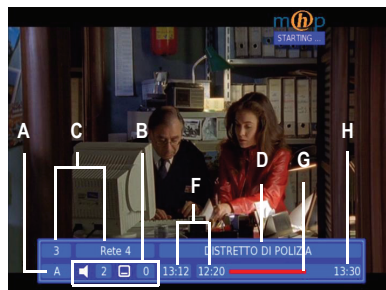 mhp
STARTING ...
A C B H
D G
F
3 Rete 4 DISTRETTO DI POLIZIA
A 2 0 13:12 12:20 13:30